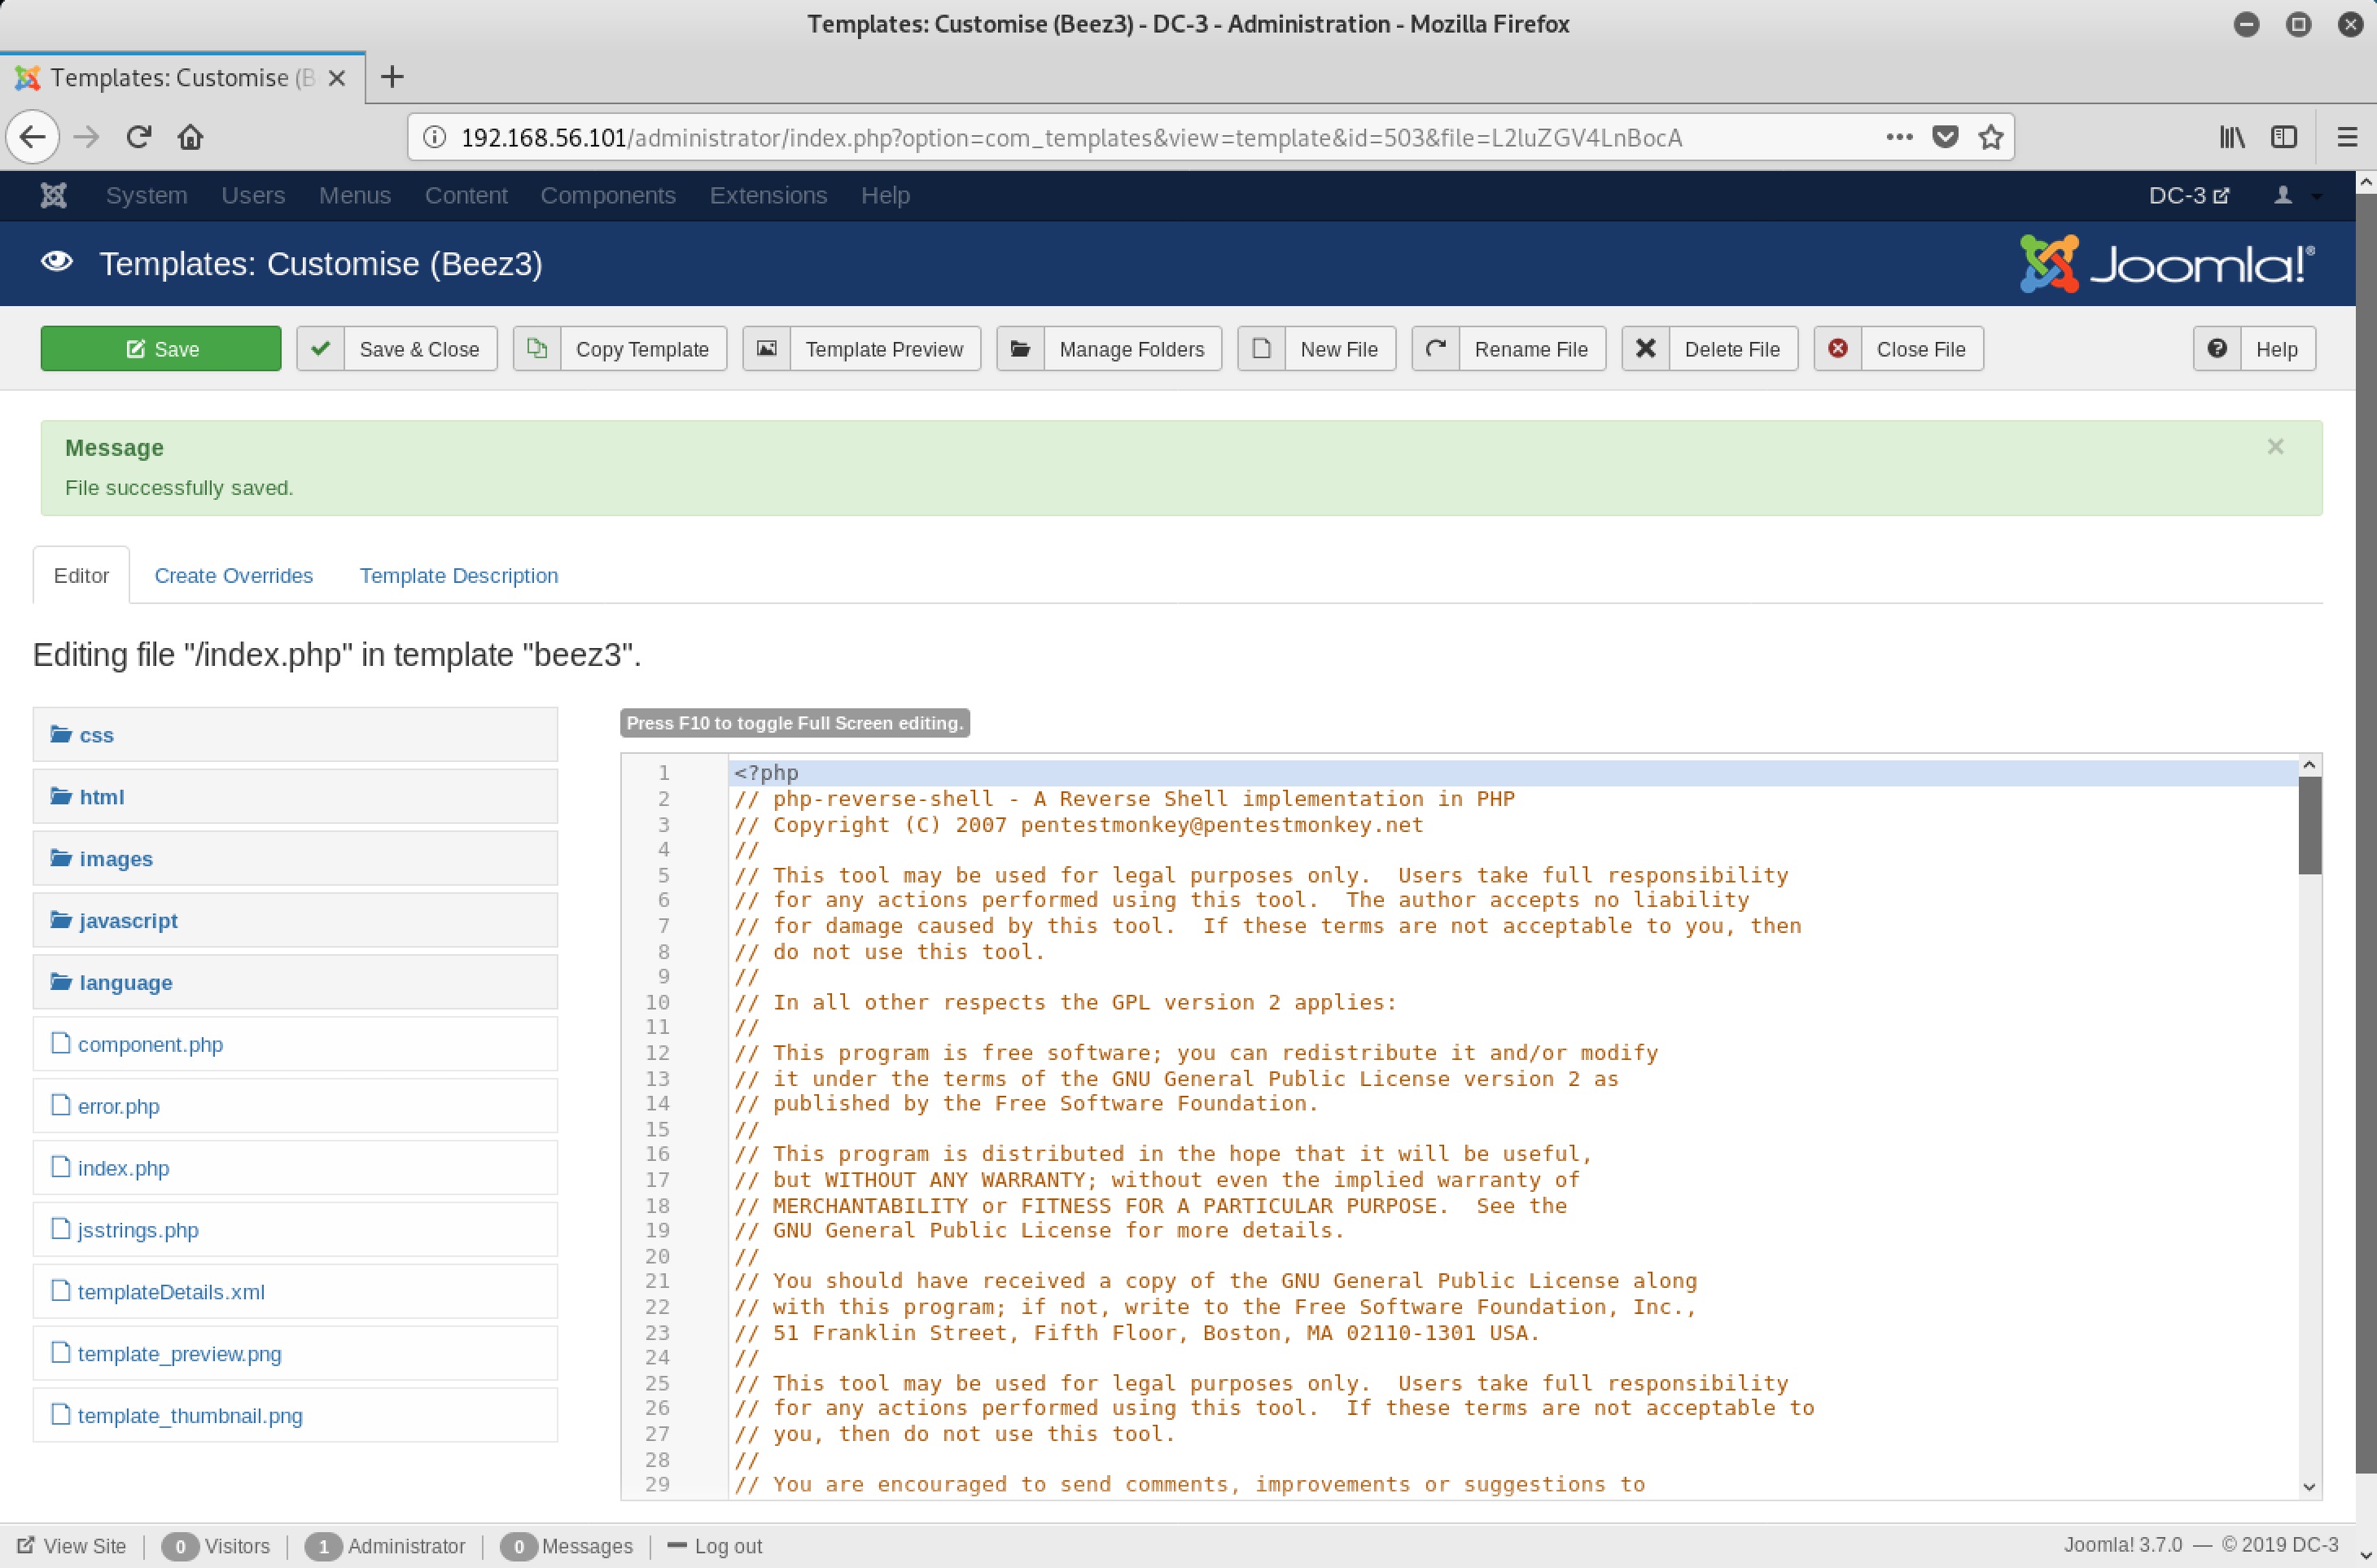 Templates: Customise (Beez3) - DC-3 - Administration - Mozilla Firefox
Templates: Customise (B
192.168.56.101/administrator/index.php?option=com_templates&view=template&id=503&file=L2luZGV4LnBocA
System Users Menus Content Components Extensions Help DC-3
Templates: Customise (Beez3) Joomla!®
Save Save & Close Copy Template Template Preview Manage Folders New File Rename File Delete File Close File Help
Message
File successfully saved.
Editor Create Overrides Template Description
Editing file "/index.php" in template "beez3".
css
html
images
javascript
language
component.php
error.php
index.php
jsstrings.php
templateDetails.xml
template_preview.png
template_thumbnail.png
Press F10 to toggle Full Screen editing.
1 <?php
2 // php-reverse-shell - A Reverse Shell implementation in PHP
3 // Copyright (C) 2007 pentestmonkey@pentestmonkey.net
4 //
5 // This tool may be used for legal purposes only.  Users take full responsibility
6 // for any actions performed using this tool.  The author accepts no liability
7 // for damage caused by this tool.  If these terms are not acceptable to you, then
8 // do not use this tool.
9 //
10 // In all other respects the GPL version 2 applies:
11 //
12 // This program is free software; you can redistribute it and/or modify
13 // it under the terms of the GNU General Public License version 2 as
14 // published by the Free Software Foundation.
15 //
16 // This program is distributed in the hope that it will be useful,
17 // but WITHOUT ANY WARRANTY; without even the implied warranty of
18 // MERCHANTABILITY or FITNESS FOR A PARTICULAR PURPOSE.  See the
19 // GNU General Public License for more details.
20 //
21 // You should have received a copy of the GNU General Public License along
22 // with this program; if not, write to the Free Software Foundation, Inc.,
23 // 51 Franklin Street, Fifth Floor, Boston, MA 02110-1301 USA.
24 //
25 // This tool may be used for legal purposes only.  Users take full responsibility
26 // for any actions performed using this tool.  If these terms are not acceptable to
27 // you, then do not use this tool.
28 //
29 // You are encouraged to send comments, improvements or suggestions to
View Site 0 Visitors 1 Administrator 0 Messages Log out Joomla! 3.7.0 — © 2019 DC-3